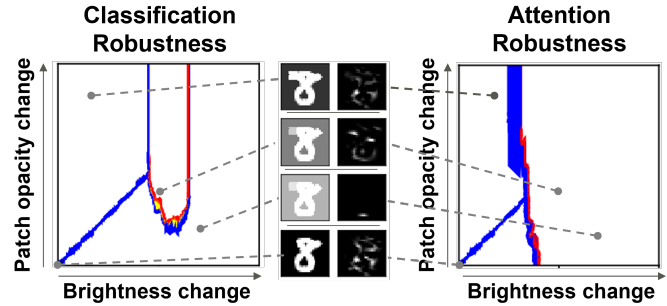 Classification
Robustness
Attention
Robustness
Patch opacity change
Patch opacity change
Brightness change
Brightness change